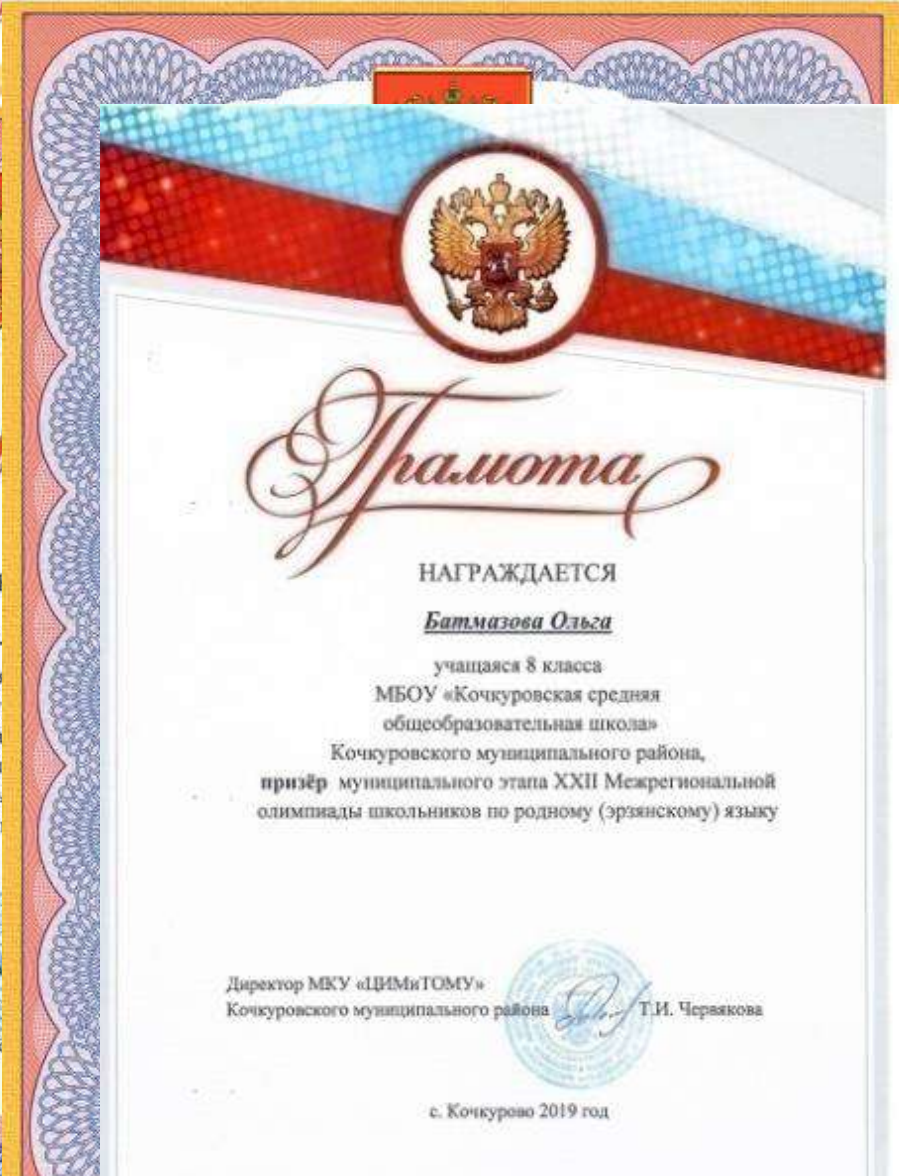 Грамота
НАГРАЖДАЕТСЯ
Батмазова Ольга
учащаяся 8 класса
МБОУ «Кочкуровская средняя
общеобразовательная школа»
Кочкуровского муниципального района,
призёр муниципального этапа XXII Межрегиональной
олимпиады школьников по родному (эрзянскому) языку
Директор МКУ «ЦИМиТОМУ»
Кочкуровского муниципального района Т.И. Червякова
с. Кочкурово 2019 год